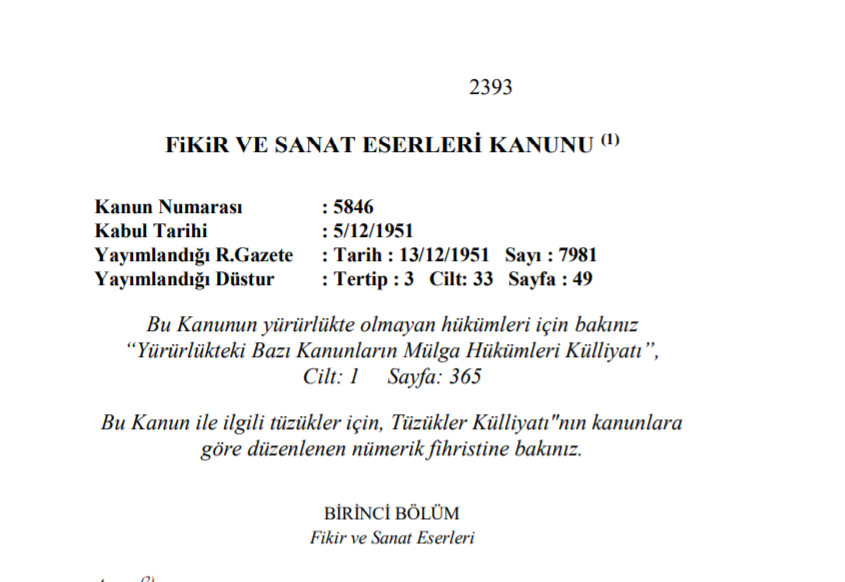 2393
FiKiR VE SANAT ESERLERİ KANUNU (1)
Kanun Numarası : 5846
Kabul Tarihi : 5/12/1951
Yayımlandığı R.Gazete : Tarih : 13/12/1951 Sayı : 7981
Yayımlandığı Düstur : Tertip : 3 Cilt: 33 Sayfa : 49
Bu Kanunun yürürlükte olmayan hükümleri için bakınız
“Yürürlükteki Bazı Kanunların Mülga Hükümleri Külliyatı”,
Cilt: 1 Sayfa: 365
Bu Kanun ile ilgili tüzükler için, Tüzükler Külliyatı"nın kanunlara
göre düzenlenen nümerik fihristine bakınız.
BİRİNCİ BÖLÜM
Fikir ve Sanat Eserleri
(2)